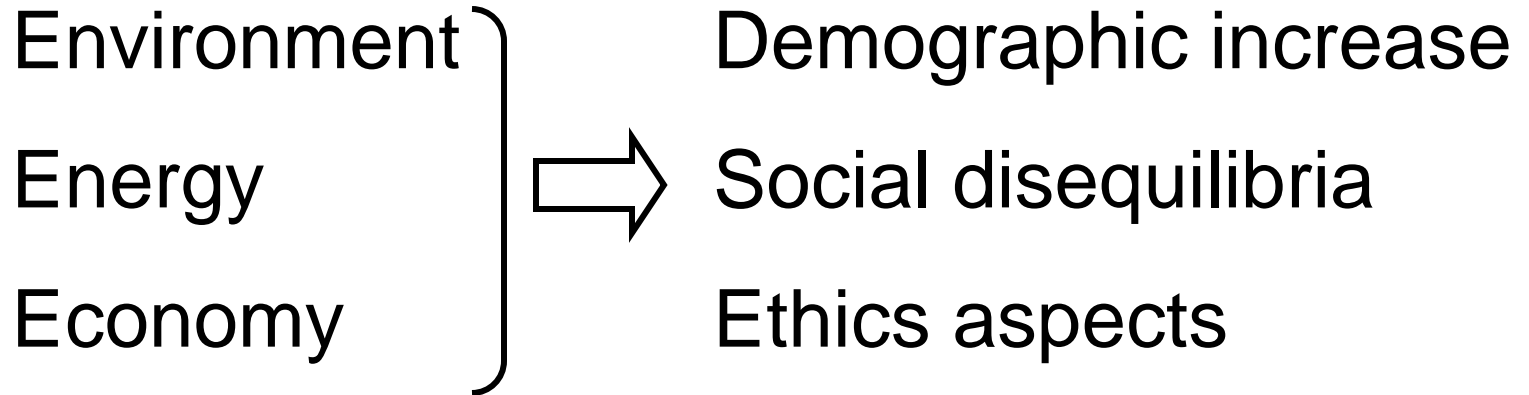 Environment
Energy
Economy
Demographic increase
Social disequilibria
Ethics aspects